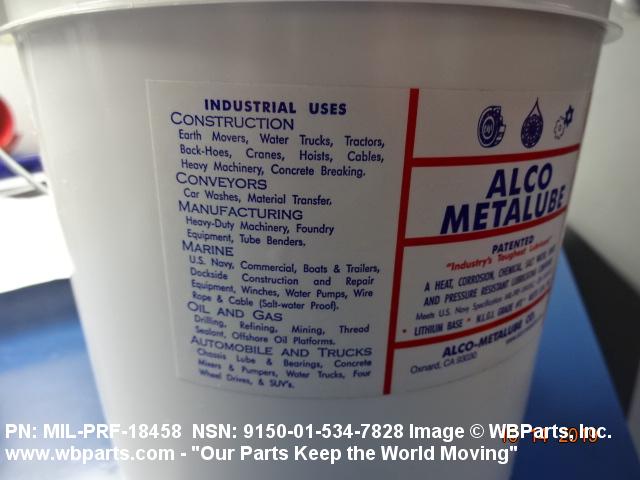 INDUSTRIAL USES
CONSTRUCTION
Earth Movers, Water Trucks, Tractors,
Back-Hoes, Cranes, Hoists, Cables,
Heavy Machinery, Concrete Breaking.
CONVEYORS
Car Washes, Material Transfer,
MANUFACTURING
Heavy-Duty Machinery, Foundry
Equipment, Tube Benders,
MARINE
U.S. Navy, Commercial, Boats & Trailers,
Dockside Construction and Repair
Equipment, Winches, Water Pumps, Wire
Rope & Cable (Salt-water Proof).
OIL AND GAS
Drilling, Refining, Mining, Thread
Sealant, Offshore Oil Platforms.
AUTOMOBILE AND TRUCKS
Chassis Lube & Bearings, Concrete
Mixers & Pumpers, Water Trucks, Four
Wheel Drives, & SUV's.
ALCO
METALUBE
PATENTED
"Industry's Toughest Lubricant"
A HEAT, CORROSION, CHEMICAL,
AND PRESSURE RESISTANT LUBRICATING
Meets U.S. Navy Specification
• LITHIUM BASE • N.L.G.I. GRADE
ALCO-METALUBE CO.
Oxnard, CA 93030
PN: MIL-PRF-18458 NSN: 9150-01-534-7828 Image © WBParts, Inc.
www.wbparts.com - "Our Parts Keep the World Moving"